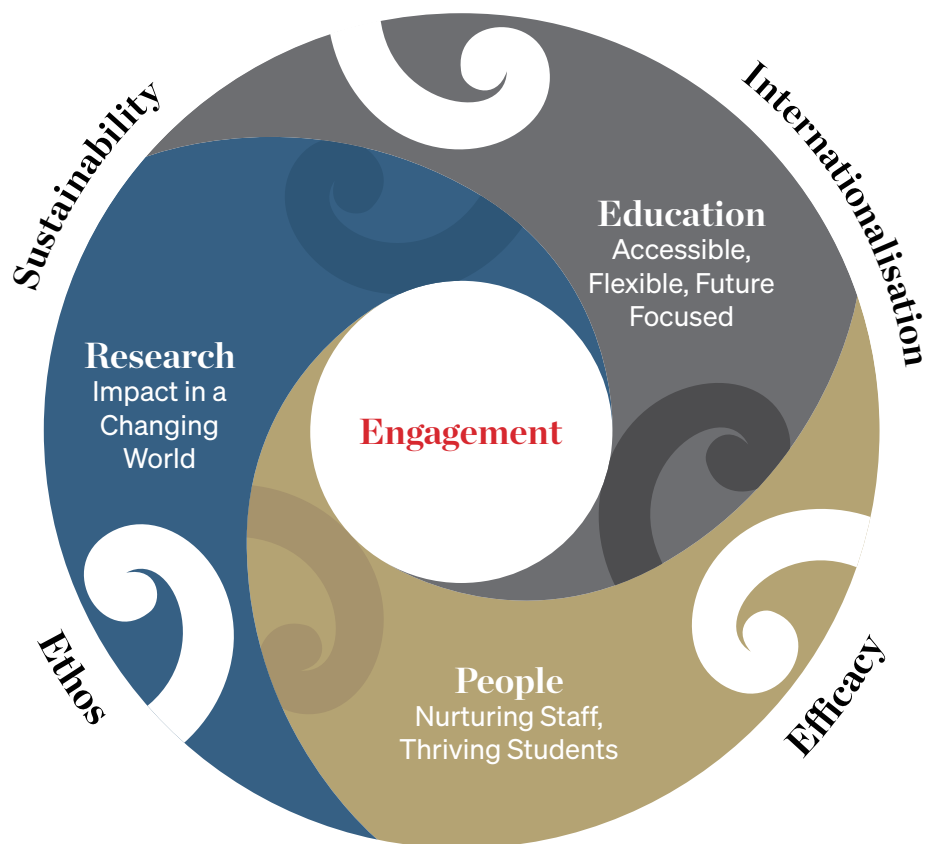 Sustainability
Internationalisation
Education
Accessible,
Flexible, Future
Focused
Research
Impact in a
Changing
World
Engagement
People
Nurturing Staff,
Thriving Students
Ethos
Efficacy